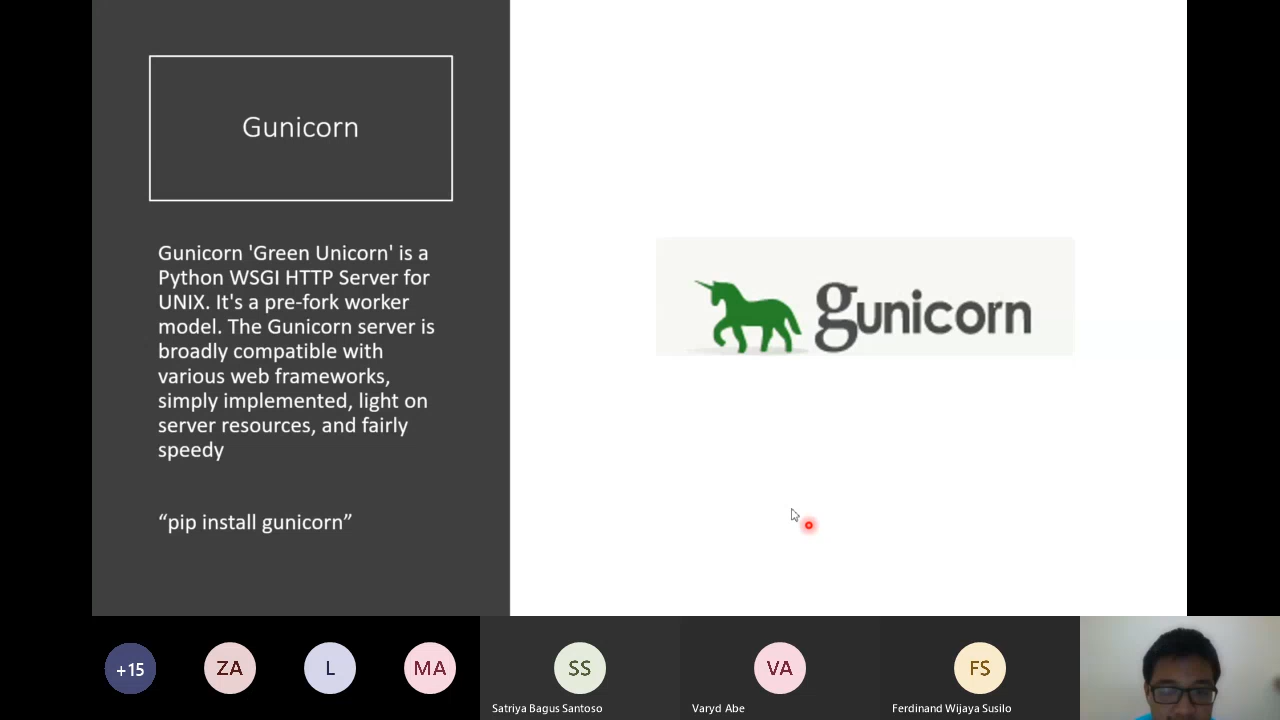 Gunicorn
Gunicorn 'Green Unicorn' is a
Python WSGI HTTP Server for
UNIX. It's a pre-fork worker
model. The Gunicorn server is
broadly compatible with
various web frameworks,
simply implemented, light on
server resources, and fairly
speedy
“pip install gunicorn”
gunicorn
+15
ZA
L
MA
SS
VA
FS
Satriya Bagus Santoso
Varyd Abe
Ferdinand Wijaya Susilo